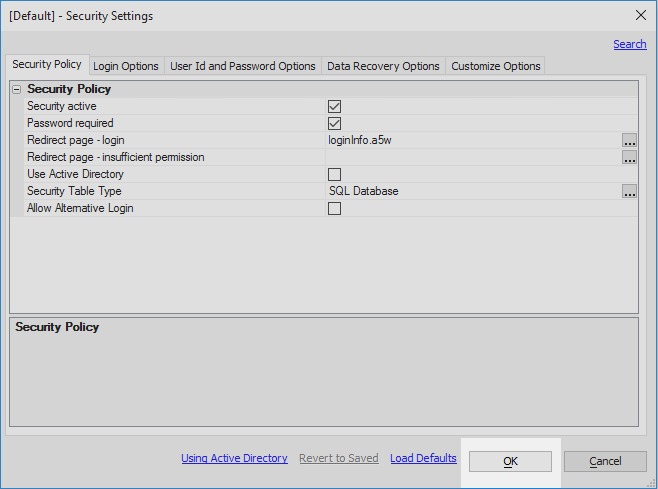 [Default] - Security Settings
Search
Security Policy Login Options User Id and Password Options Data Recovery Options Customize Options
Security Policy
Security active
Password required
Redirect page - login loginInfo.a5w ...
Redirect page - insufficient permission ...
Use Active Directory
Security Table Type SQL Database ...
Allow Alternative Login
Security Policy
Using Active Directory Revert to Saved Load Defaults OK Cancel